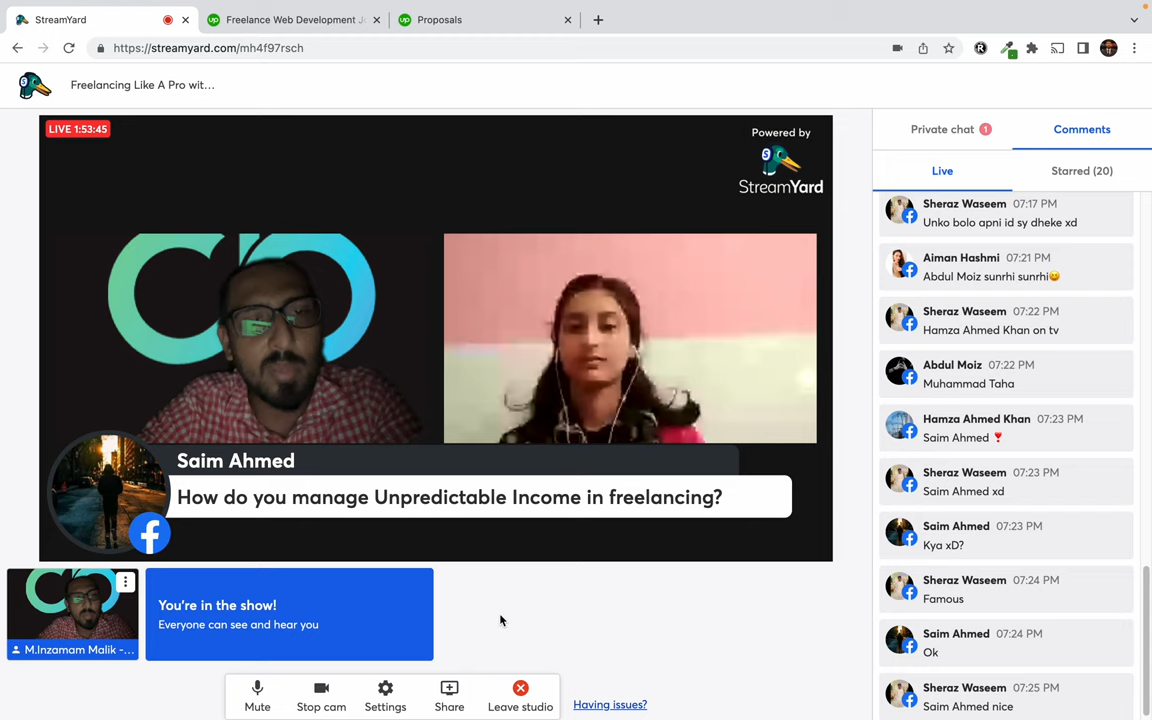 StreamYard
Freelance Web Development Jo
Proposals
https://streamyard.com/mh4f97rsch
Freelancing Like A Pro wit...
LIVE 1:53:45
Powered by
StreamYard
Saim Ahmed
How do you manage Unpredictable Income in freelancing?
M.Inzamam Malik -...
You're in the show!
Everyone can see and hear you
Mute
Stop cam
Settings
Share
Leave studio
Having issues?
Private chat 1
Comments
Live
Starred (20)
Sheraz Waseem 07:17 PM
Unko bolo apni id sy dheke xd
Aiman Hashmi 07:21 PM
Abdul Moiz sunrhi sunrhi😄
Sheraz Waseem 07:22 PM
Hamza Ahmed Khan on tv
Abdul Moiz 07:22 PM
Muhammad Taha
Hamza Ahmed Khan 07:23 PM
Saim Ahmed ❣️
Sheraz Waseem 07:23 PM
Saim Ahmed xd
Saim Ahmed 07:23 PM
Kya xD?
Sheraz Waseem 07:24 PM
Famous
Saim Ahmed 07:24 PM
Ok
Sheraz Waseem 07:25 PM
Saim Ahmed nice